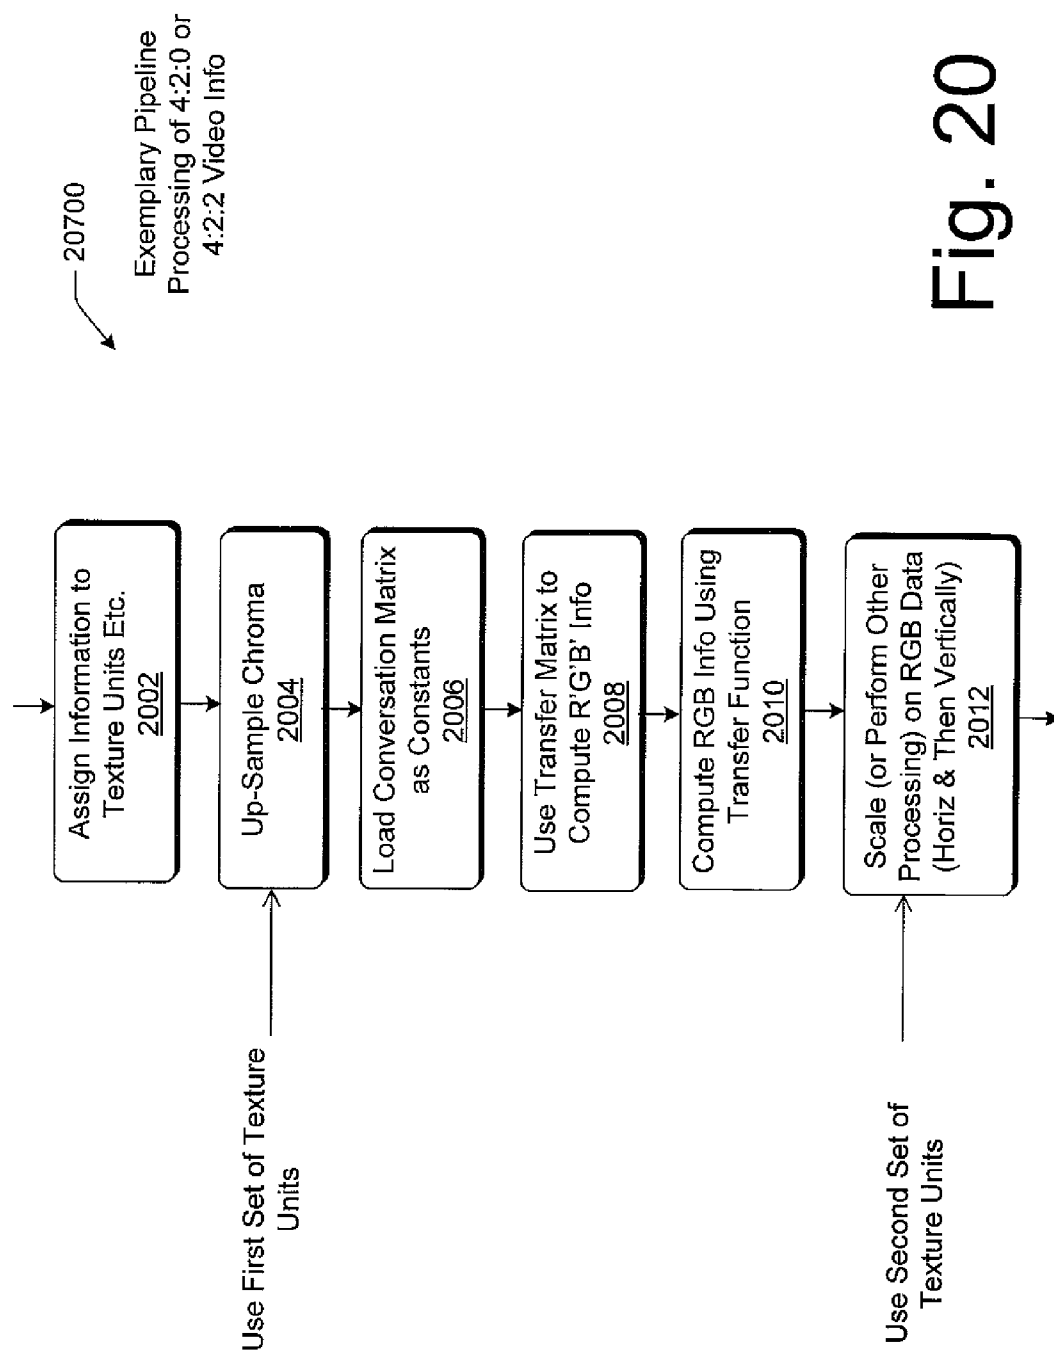 20700
Exemplary Pipeline
Processing of 4:2:0 or
4:2:2 Video Info
Assign Information to
Texture Units Etc.
2002
Use First Set of Texture
Units
Up-Sample Chroma
2004
Load Conversation Matrix
as Constants
2006
Use Transfer Matrix to
Compute R'G'B' Info
2008
Compute RGB Info Using
Transfer Function
2010
Use Second Set of
Texture Units
Scale (or Perform Other
Processing) on RGB Data
(Horiz & Then Vertically)
2012
Fig. 20